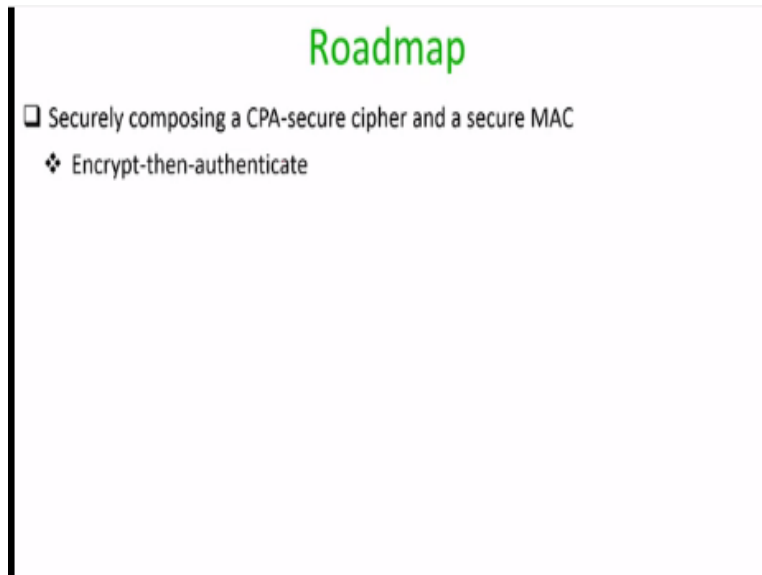 Roadmap
❑ Securely composing a CPA-secure cipher and a secure MAC
❖ Encrypt-then-authenticate